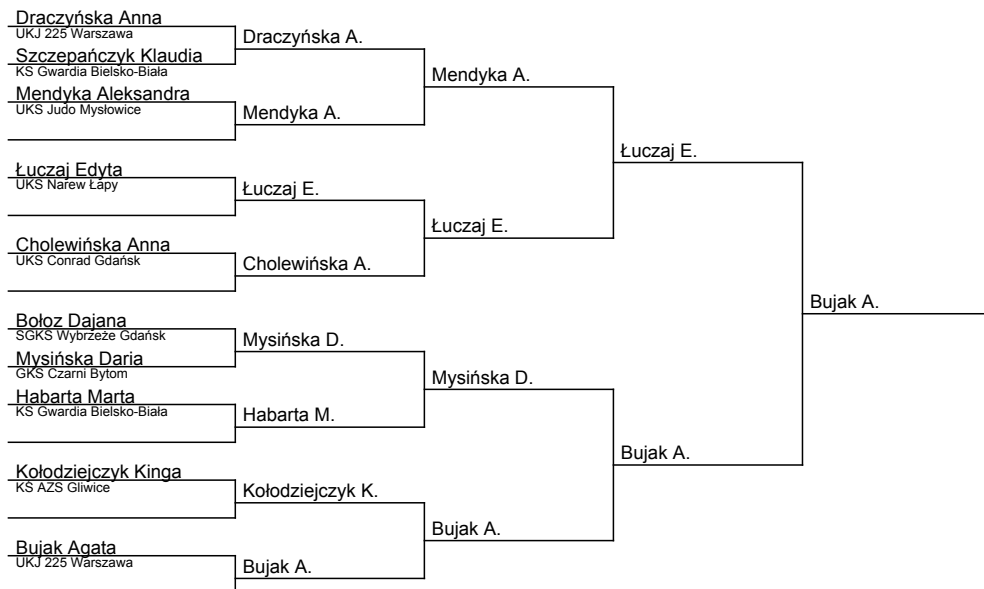 Draczyńska Anna
UKJ 225 Warszawa
Draczyńska A.
Szczepańczyk Klaudia
KS Gwardia Bielsko-Biała
Mendyka A.
Mendyka Aleksandra
UKS Judo Mysłowice
Mendyka A.
Łuczaj E.
Łuczaj Edyta
UKS Narew Łapy
Łuczaj E.
Łuczaj E.
Cholewińska Anna
UKS Conrad Gdańsk
Cholewińska A.
Bujak A.
Bołoz Dajana
SGKS Wybrzeże Gdańsk
Mysińska D.
Mysińska Daria
GKS Czarni Bytom
Mysińska D.
Habarta Marta
KS Gwardia Bielsko-Biała
Habarta M.
Bujak A.
Kołodziejczyk Kinga
KS AZS Gliwice
Kołodziejczyk K.
Bujak A.
Bujak Agata
UKJ 225 Warszawa
Bujak A.